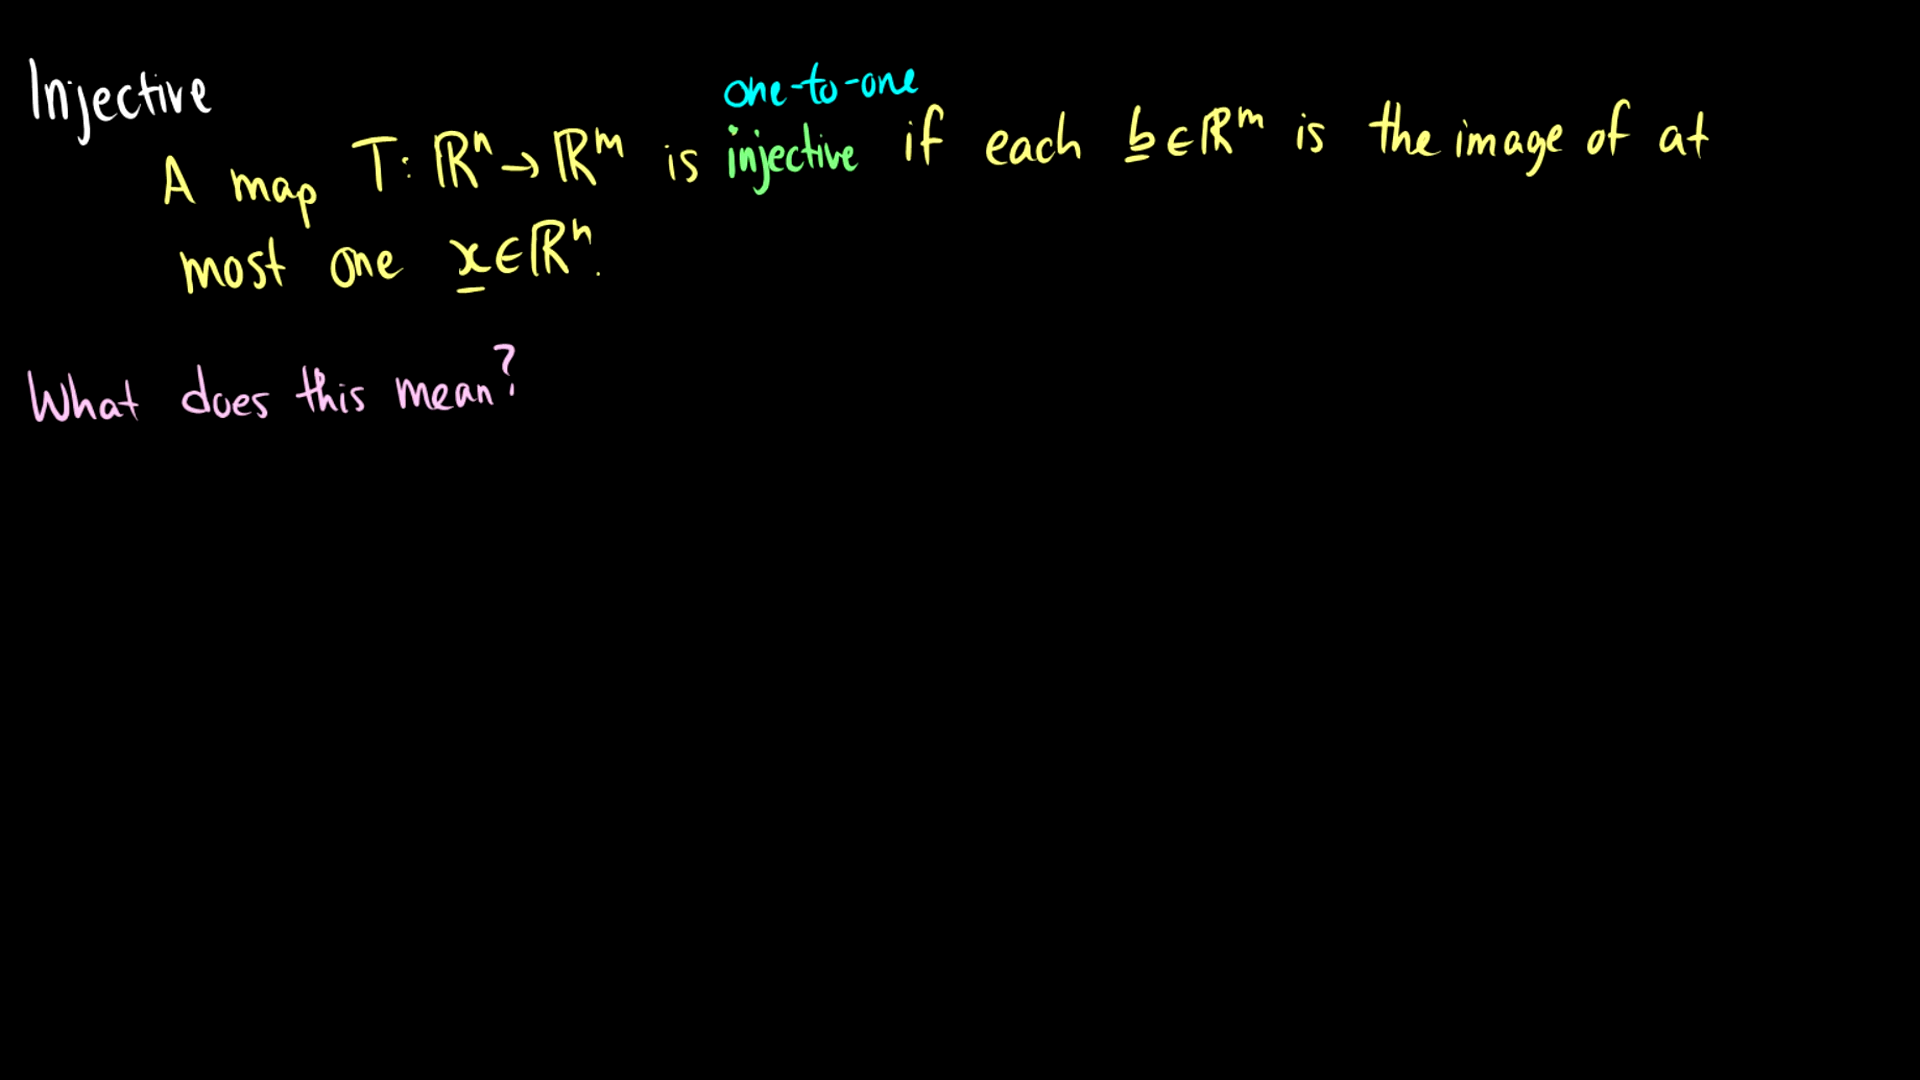 Injective
one-to-one
A map T: ℝⁿ → ℝᵐ is injective if each b ∈ ℝᵐ is the image of at
most one x ∈ ℝⁿ.
What does this mean?